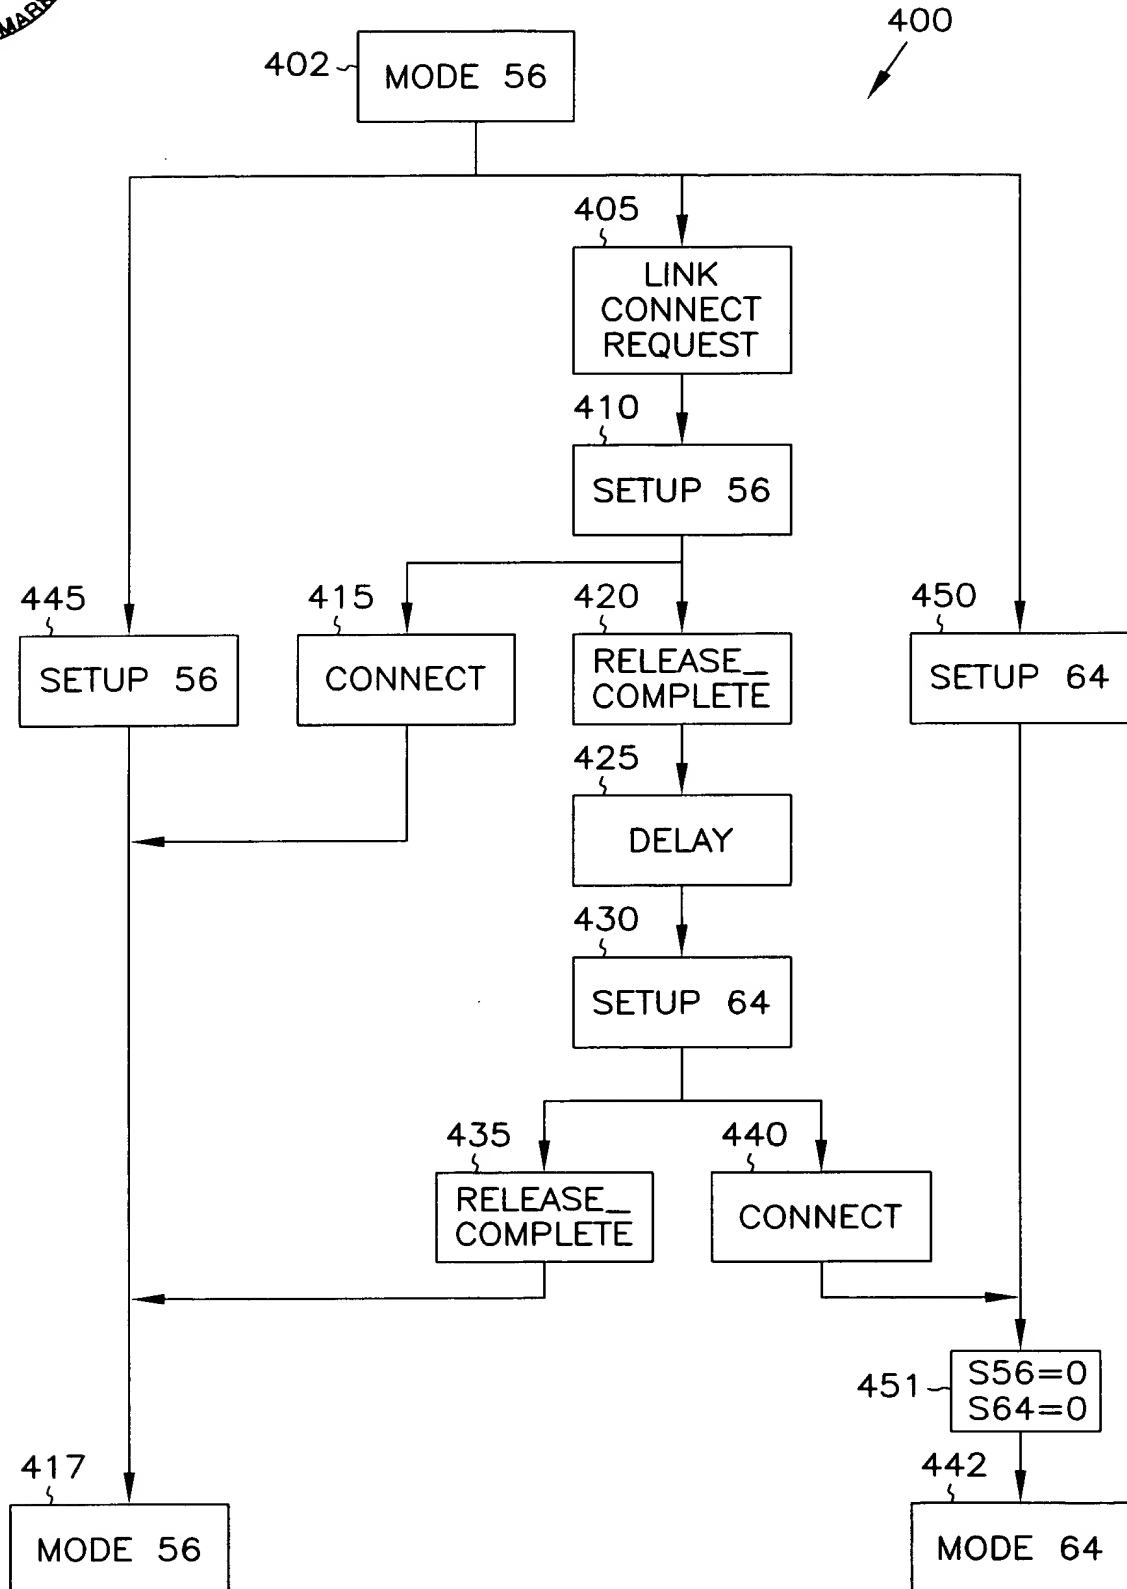 MARK
400
402
MODE 56
405
LINK
CONNECT
REQUEST
410
SETUP 56
445
415
420
450
SETUP 56
CONNECT
RELEASE_
COMPLETE
SETUP 64
425
DELAY
430
SETUP 64
435
440
RELEASE_
COMPLETE
CONNECT
451
S56=0
S64=0
417
442
MODE 56
MODE 64